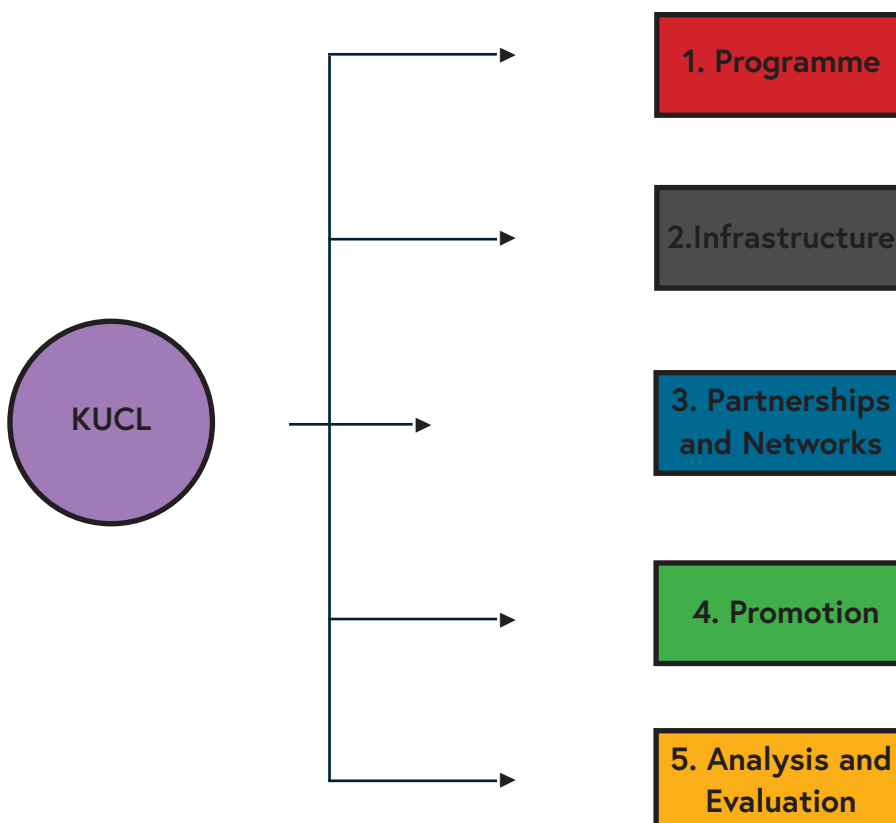 1. Programme
2.Infrastructure
KUCL
3. Partnerships
and Networks
4. Promotion
5. Analysis and
Evaluation